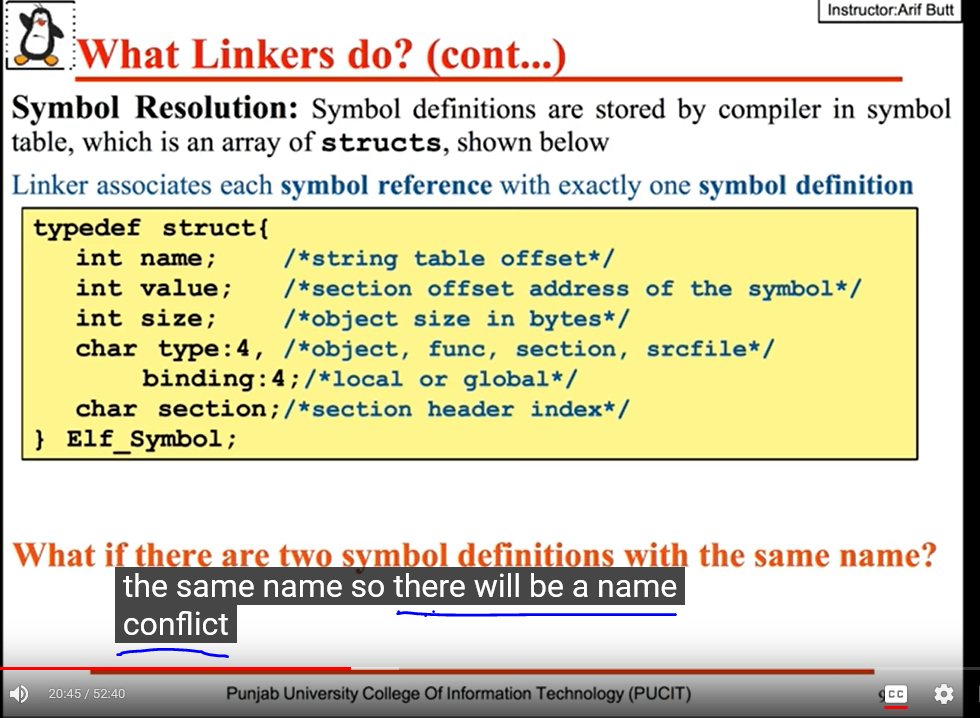 Instructor:Arif Butt
What Linkers do? (cont...)
Symbol Resolution: Symbol definitions are stored by compiler in symbol
table, which is an array of structs, shown below
Linker associates each symbol reference with exactly one symbol definition
typedef struct{
int name; /*string table offset*/
int value; /*section offset address of the symbol*/
int size; /*object size in bytes*/
char type:4, /*object, func, section, srcfile*/
binding:4;/*local or global*/
char section;/*section header index*/
} Elf_Symbol;
What if there are two symbol definitions with the same name?
the same name so there will be a name
conflict
20:45 / 52:40
Punjab University College Of Information Technology (PUCIT)
CC